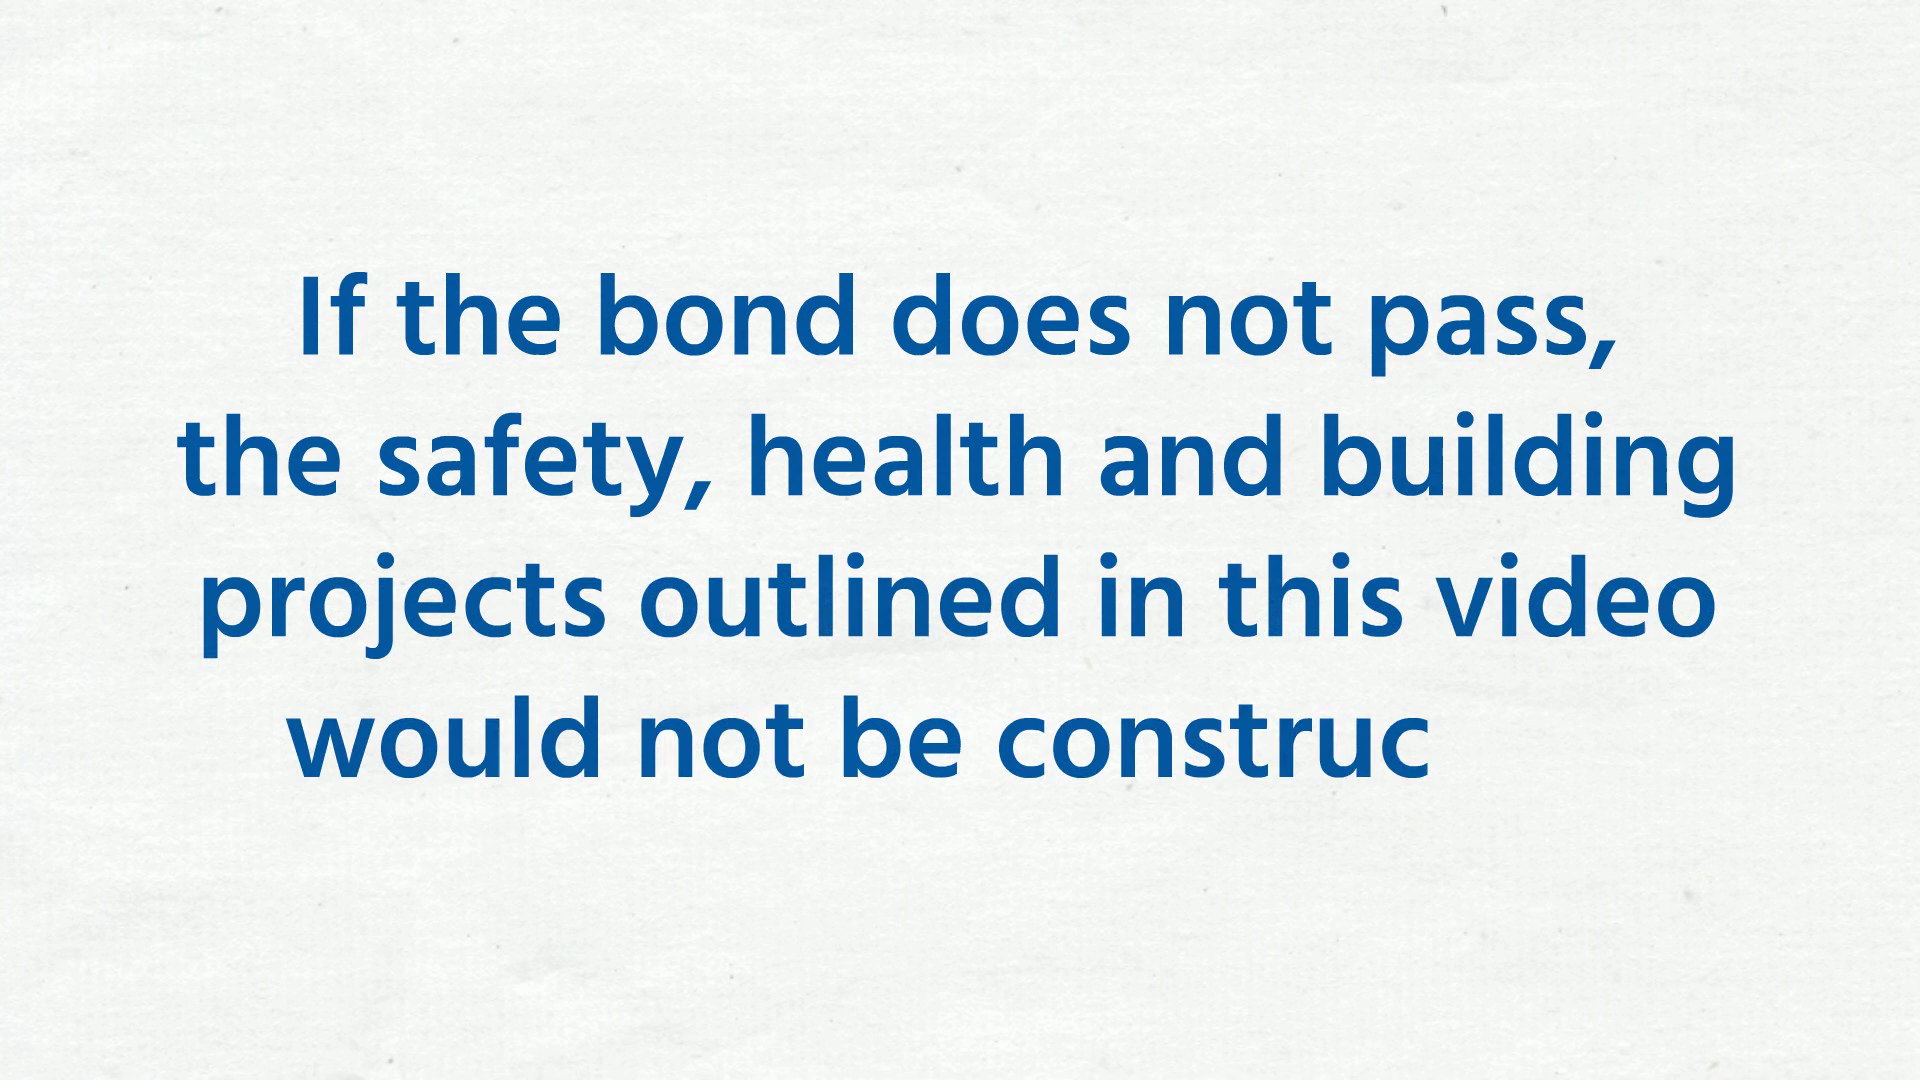 If the bond does not pass,
the safety, health and building
projects outlined in this video
would not be construc